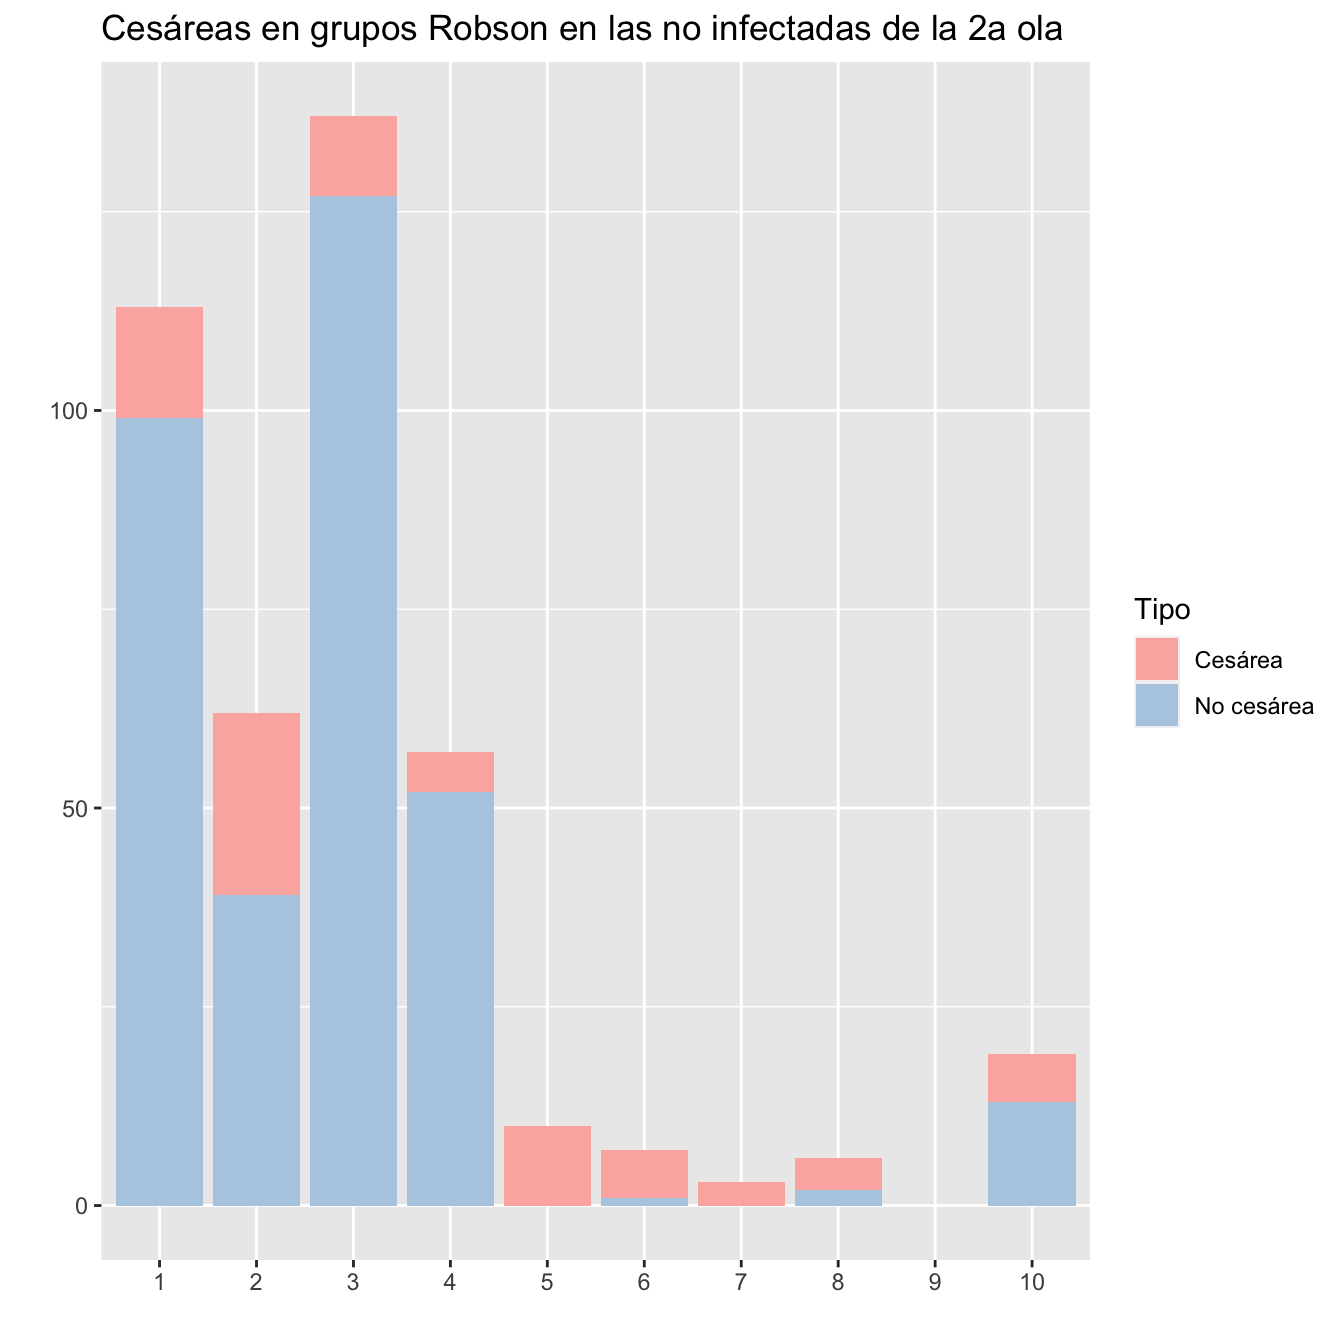 Cesáreas en grupos Robson en las no infectadas de la 2a ola
100
50
0
1 2 3 4 5 6 7 8 9 10
Tipo
Cesárea
No cesárea